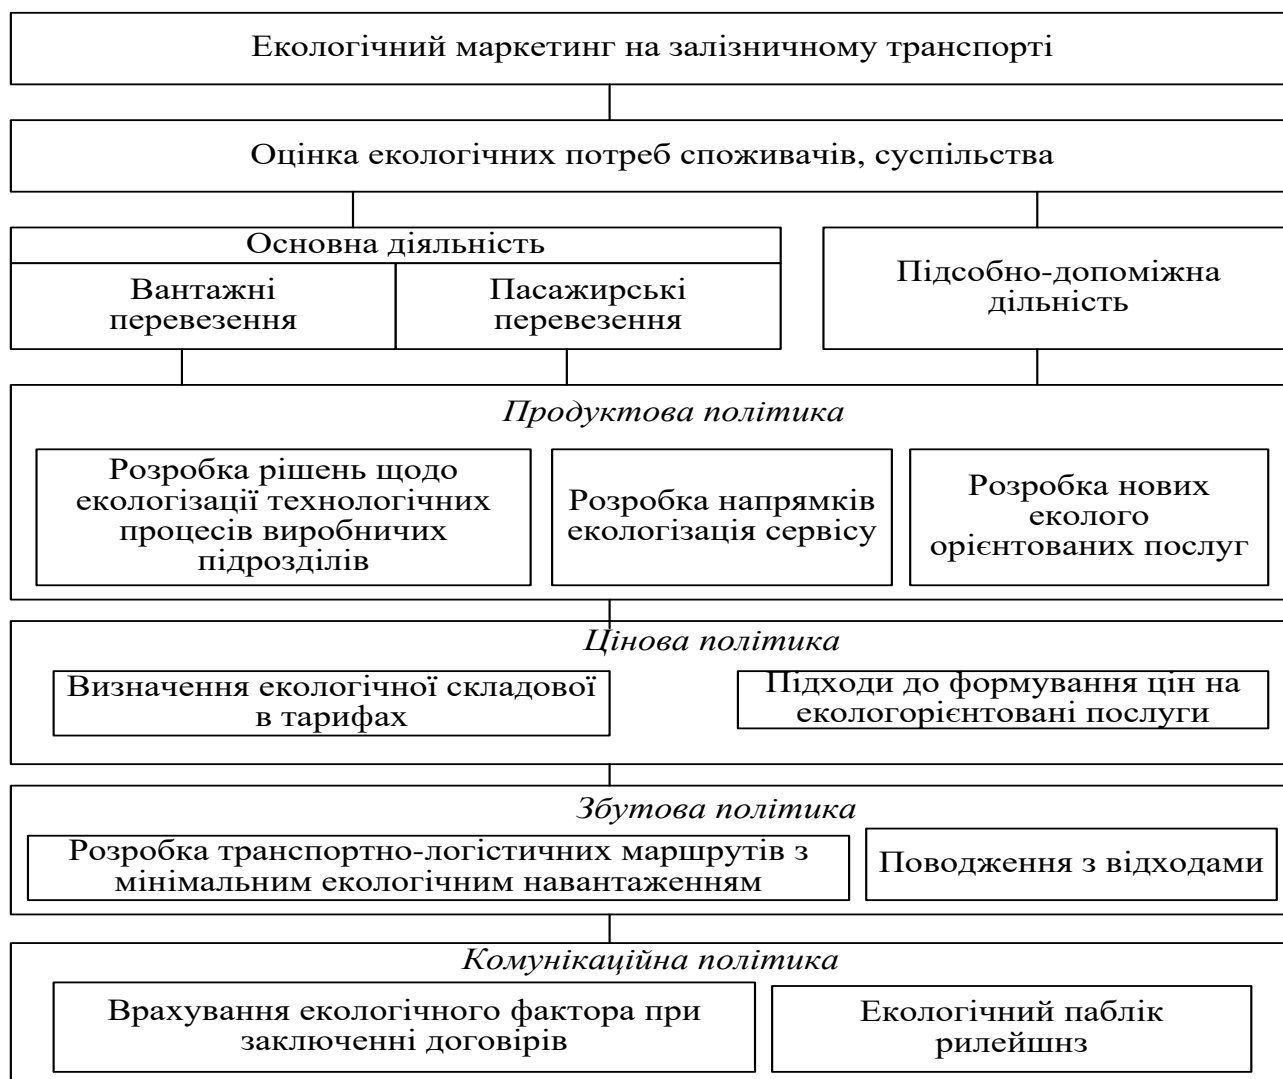 Екологічний маркетинг на залізничному транспорті
Оцінка екологічних потреб споживачів, суспільства
Основна діяльність
Вантажні
перевезення
Пасажирські
перевезення
Підсобно-допоміжна
дільність
Продуктова політика
Розробка рішень щодо
екологізації технологічних
процесів виробничих
підрозділів
Розробка напрямків
екологізація сервісу
Розробка нових
еколого
орієнтованих послуг
Цінова політика
Визначення екологічної складової
в тарифах
Підходи до формування цін на
екологорієнтовані послуги
Збутова політика
Розробка транспортно-логістичних маршрутів з
мінімальним екологічним навантаженням
Поводження з відходами
Комунікаційна політика
Врахування екологічного фактора при
заключенні договірів
Екологічний паблік
рилейшнз